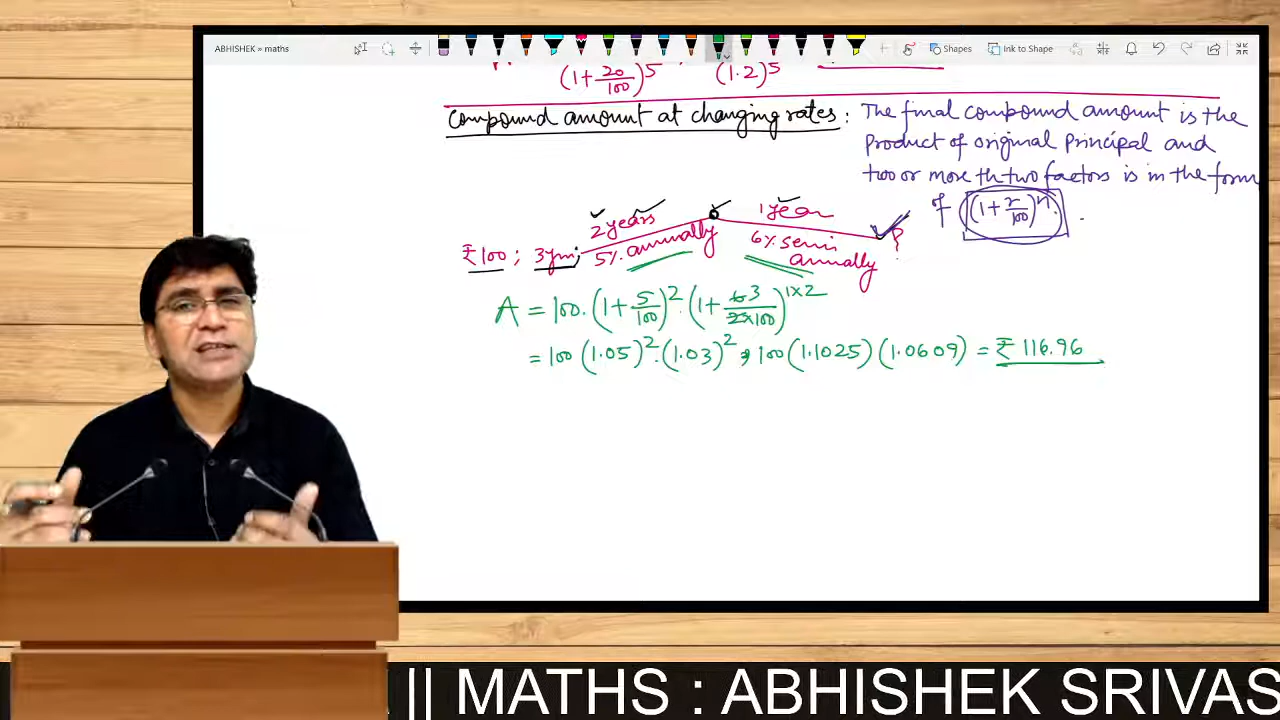 ABHISHEK » maths
Shapes
Ink to Shape
(1+20/100)^5
(1.2)^5
Compound amount at changing rates : The final compound amount is the
product of original principal and
too or more th two factors is in the form
of (1+r/100)^n.
2 years
1 year
₹100 ; 3 yrs ;
5% annually
6% semi
annually
?
A = 100.(1+5/100)^2.(1+6 3/2×100)^1×2
= 100 (1.05)^2.(1.03)^2 = 100 (1.1025) (1.0609) = ₹ 116.96
|| MATHS : ABHISHEK SRIVAS